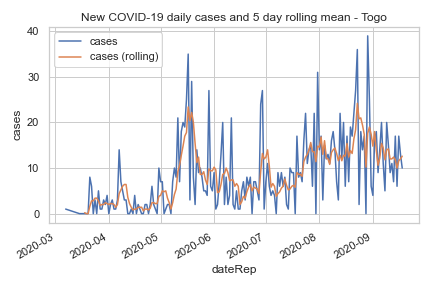 New COVID-19 daily cases and 5 day rolling mean - Togo
cases
cases (rolling)
40
30
20
10
0
cases
2020-03
2020-04
2020-05
2020-06
2020-07
2020-08
2020-09
dateRep